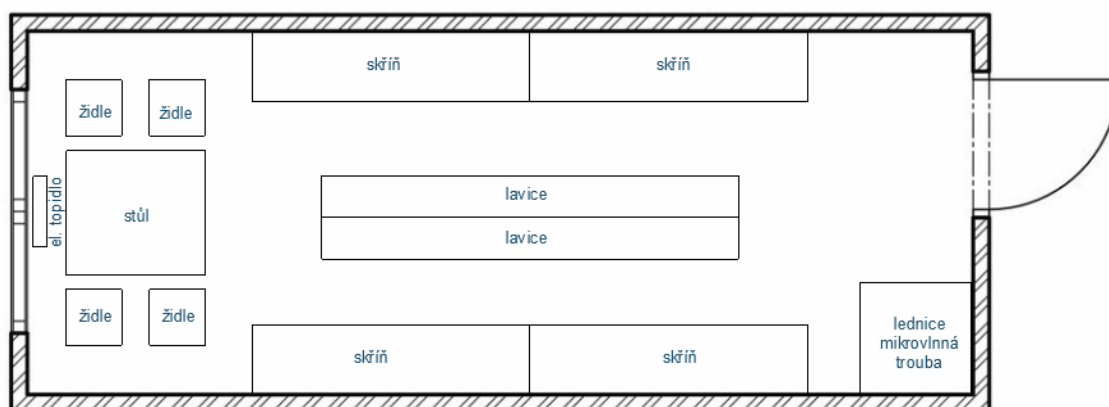 skříň
skříň
židle
židle
el. topidlo
stůl
lavice
lavice
židle
židle
skříň
skříň
lednice
mikrovlnná
trouba